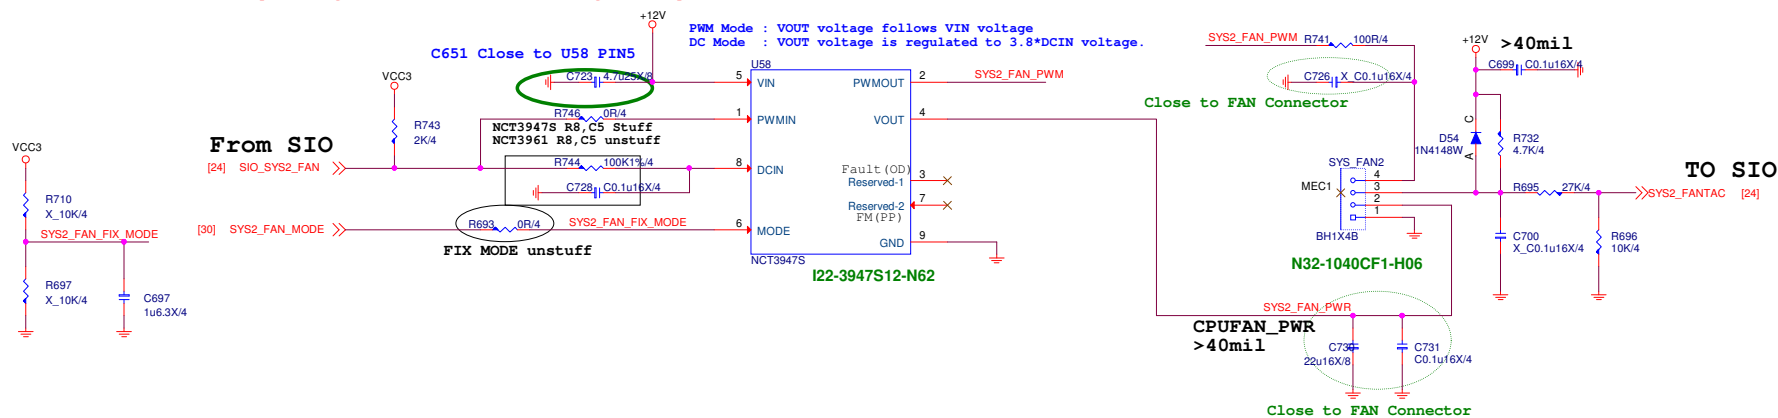 +12V
PWM Mode : VOUT voltage follows VIN voltage
DC Mode : VOUT voltage is regulated to 3.8*DCIN voltage.
C651 Close to U58 PIN5
VCC3
C723 4.7u25X/8
U58
5 VIN
PWMOUT 2 SYS2_FAN_PWM
R746 0R/4
1 PWMIN
VOUT 4
NCT3947S R8,C5 Stuff
NCT3961 R8,C5 unstuff
R743
2K/4
From SIO
[24] SIO_SYS2_FAN
R744 100K1%/4
8 DCIN
Fault(OD)
Reserved-1 3
C728 C0.1u16X/4
Reserved-2 7
FM(PP)
[30] SYS2_FAN_MODE
R693 0R/4
SYS2_FAN_FIX_MODE
6 MODE
GND 9
FIX MODE unstuff
NCT3947S
I22-3947S12-N62
VCC3
R710
X_10K/4
SYS2_FAN_FIX_MODE
R697
X_10K/4
C697
1u6.3X/4
SYS2_FAN_PWM R741 100R/4
C726 X_C0.1u16X/4
Close to FAN Connector
+12V >40mil
C699 C0.1u16X/4
D54
1N4148W
C
A
R732
4.7K/4
SYS_FAN2
MEC1
4
3
2
1
BH1X4B
N32-1040CF1-H06
R695 27K/4
TO SIO
SYS2_FANTAC [24]
C700
X_C0.1u16X/4
R696
10K/4
SYS2_FAN_PWR
CPUFAN_PWR
>40mil
22u16X/8
C731
C0.1u16X/4
Close to FAN Connector